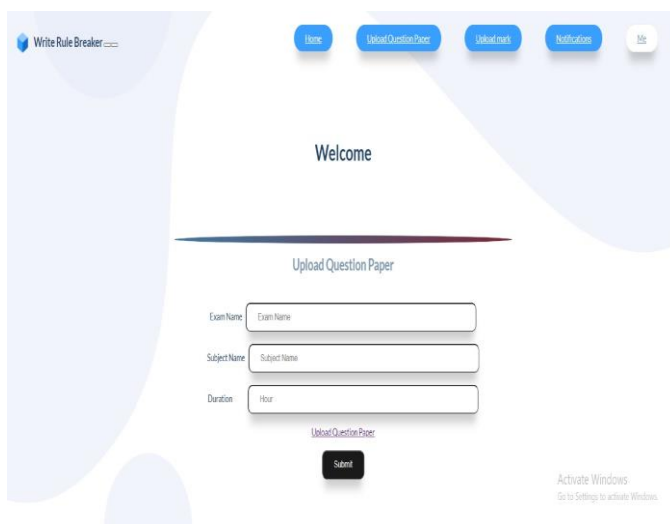 Write Rule Breaker
Home Upload Question Paper Upload mark Notifications Me
Welcome
Upload Question Paper
Exam Name Exam Name
Subject Name Subject Name
Duration Hour
Upload Question Paper
Submit
Activate Windows
Go to Settings to activate Windows.